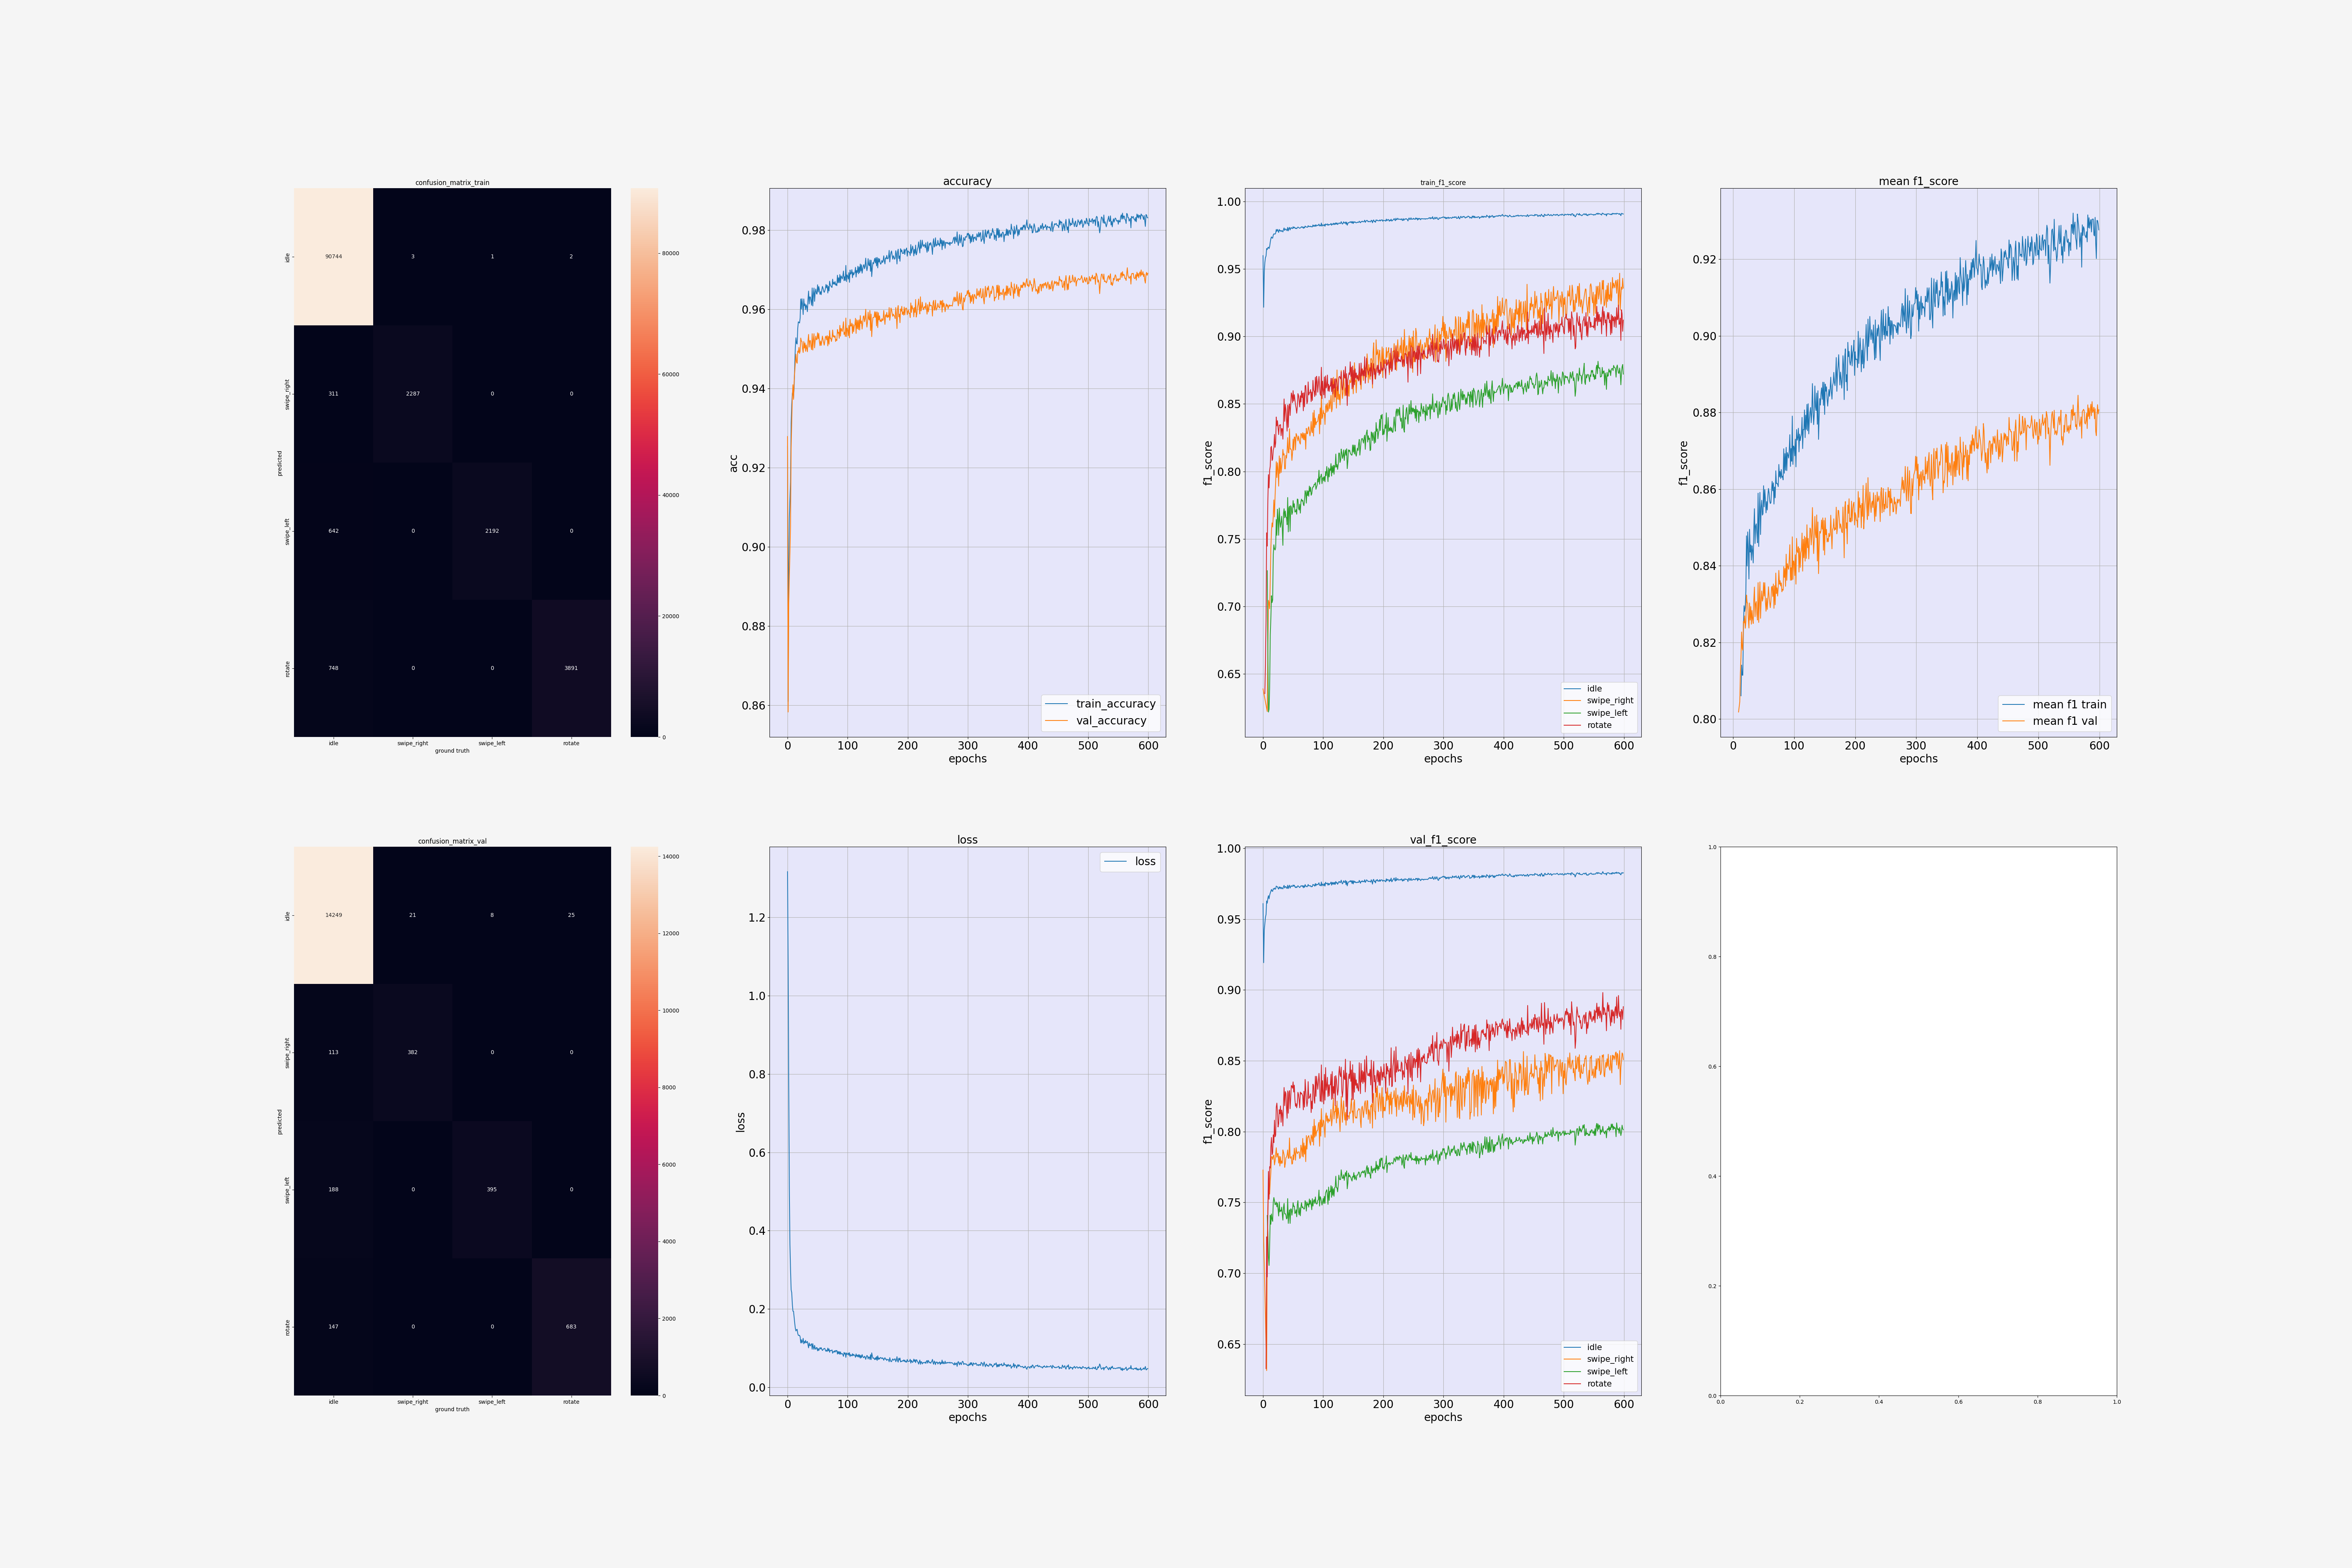 confusion_matrix_train
idle
swipe_right
predicted
swipe_left
rotate
90744 3 1 2
311 2287 0 0
642 0 2192 0
748 0 0 3891
idle swipe_right swipe_left rotate
ground truth
80000
60000
40000
20000
0
accuracy
acc
0.98
0.96
0.94
0.92
0.90
0.88
0.86
train_accuracy
val_accuracy
0 100 200 300 400 500 600
epochs
train_f1_score
f1_score
1.00
0.95
0.90
0.85
0.80
0.75
0.70
0.65
idle
swipe_right
swipe_left
rotate
0 100 200 300 400 500 600
epochs
mean f1_score
f1_score
0.92
0.90
0.88
0.86
0.84
0.82
0.80
mean f1 train
mean f1 val
0 100 200 300 400 500 600
epochs
confusion_matrix_val
idle
swipe_right
predicted
swipe_left
rotate
14249 21 8 25
113 382 0 0
188 0 395 0
147 0 0 683
idle swipe_right swipe_left rotate
ground truth
14000
12000
10000
8000
6000
4000
2000
0
loss
loss
loss
1.2
1.0
0.8
0.6
0.4
0.2
0.0
0 100 200 300 400 500 600
epochs
val_f1_score
f1_score
1.00
0.95
0.90
0.85
0.80
0.75
0.70
0.65
idle
swipe_right
swipe_left
rotate
0 100 200 300 400 500 600
epochs
1.0
0.8
0.6
0.4
0.2
0.0
0.0 0.2 0.4 0.6 0.8 1.0